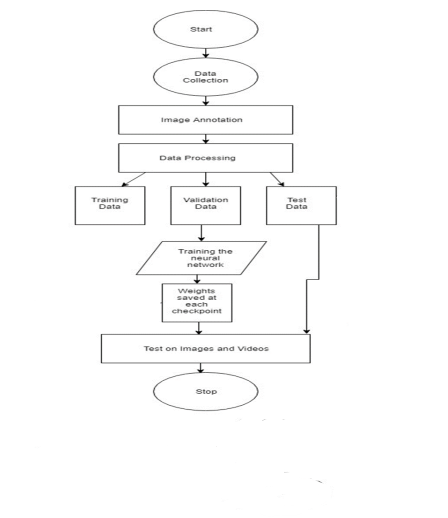 Start
Data
Collection
Image Annotation
Data Processing
Training
Data
Validation
Data
Test
Data
Training the
neural
network
Weights
saved at
each
checkpoint
Test on Images and Videos
Stop